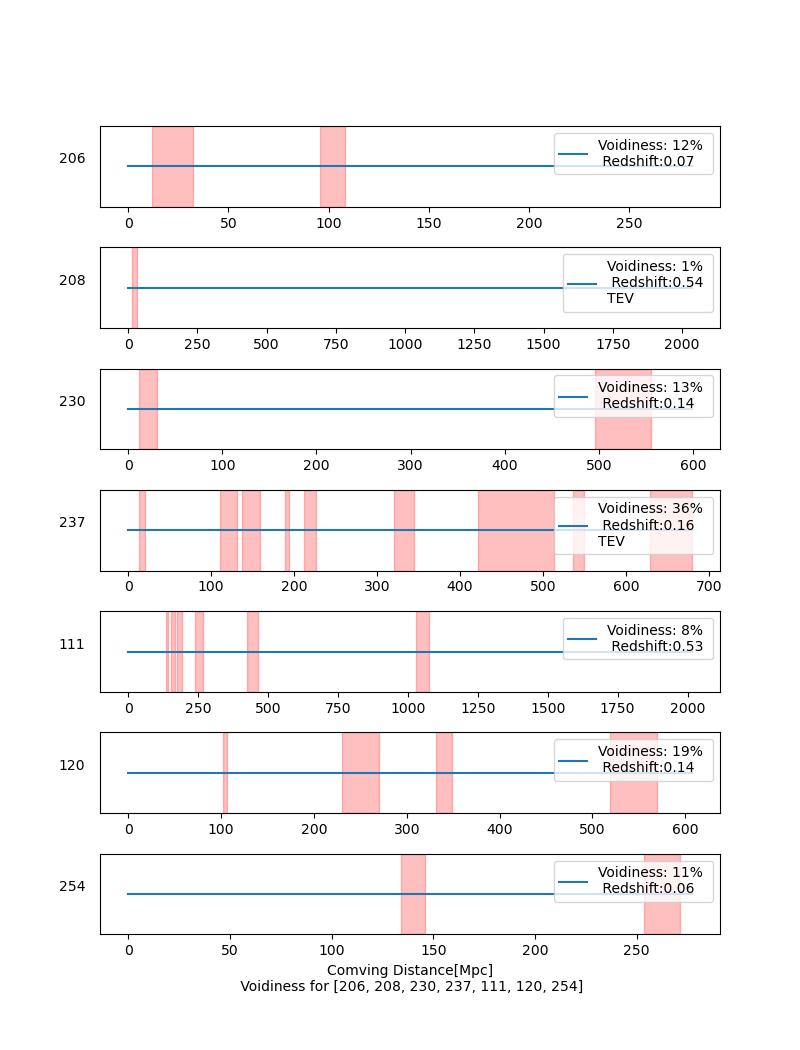 Voidiness: 12%
206
Redshift:0.07
0 50 100 150 200 250
Voidiness: 1%
208
Redshift:0.54
TEV
0 250 500 750 1000 1250 1500 1750 2000
Voidiness: 13%
230
Redshift:0.14
0 100 200 300 400 500 600
Voidiness: 36%
237
Redshift:0.16
TEV
0 100 200 300 400 500 600 700
Voidiness: 8%
111
Redshift:0.53
0 250 500 750 1000 1250 1500 1750 2000
Voidiness: 19%
120
Redshift:0.14
0 100 200 300 400 500 600
Voidiness: 11%
254
Redshift:0.06
0 50 100 150 200 250
Comving Distance[Mpc]
Voidiness for [206, 208, 230, 237, 111, 120, 254]